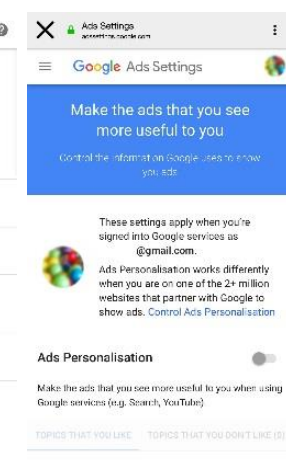 Ads Settings
adssettings.google.com
Google Ads Settings
Make the ads that you see
more useful to you
Control the information Google uses to show
you ads
These settings apply when you're
signed into Google services as
@gmail.com.
Ads Personalisation works differently
when you are on one of the 2+ million
websites that partner with Google to
show ads. Control Ads Personalisation
Ads Personalisation
Make the ads that you see more useful to you when using
Google services (e.g. Search, YouTube)
TOPICS THAT YOU LIKE TOPICS THAT YOU DON'T LIKE (0)